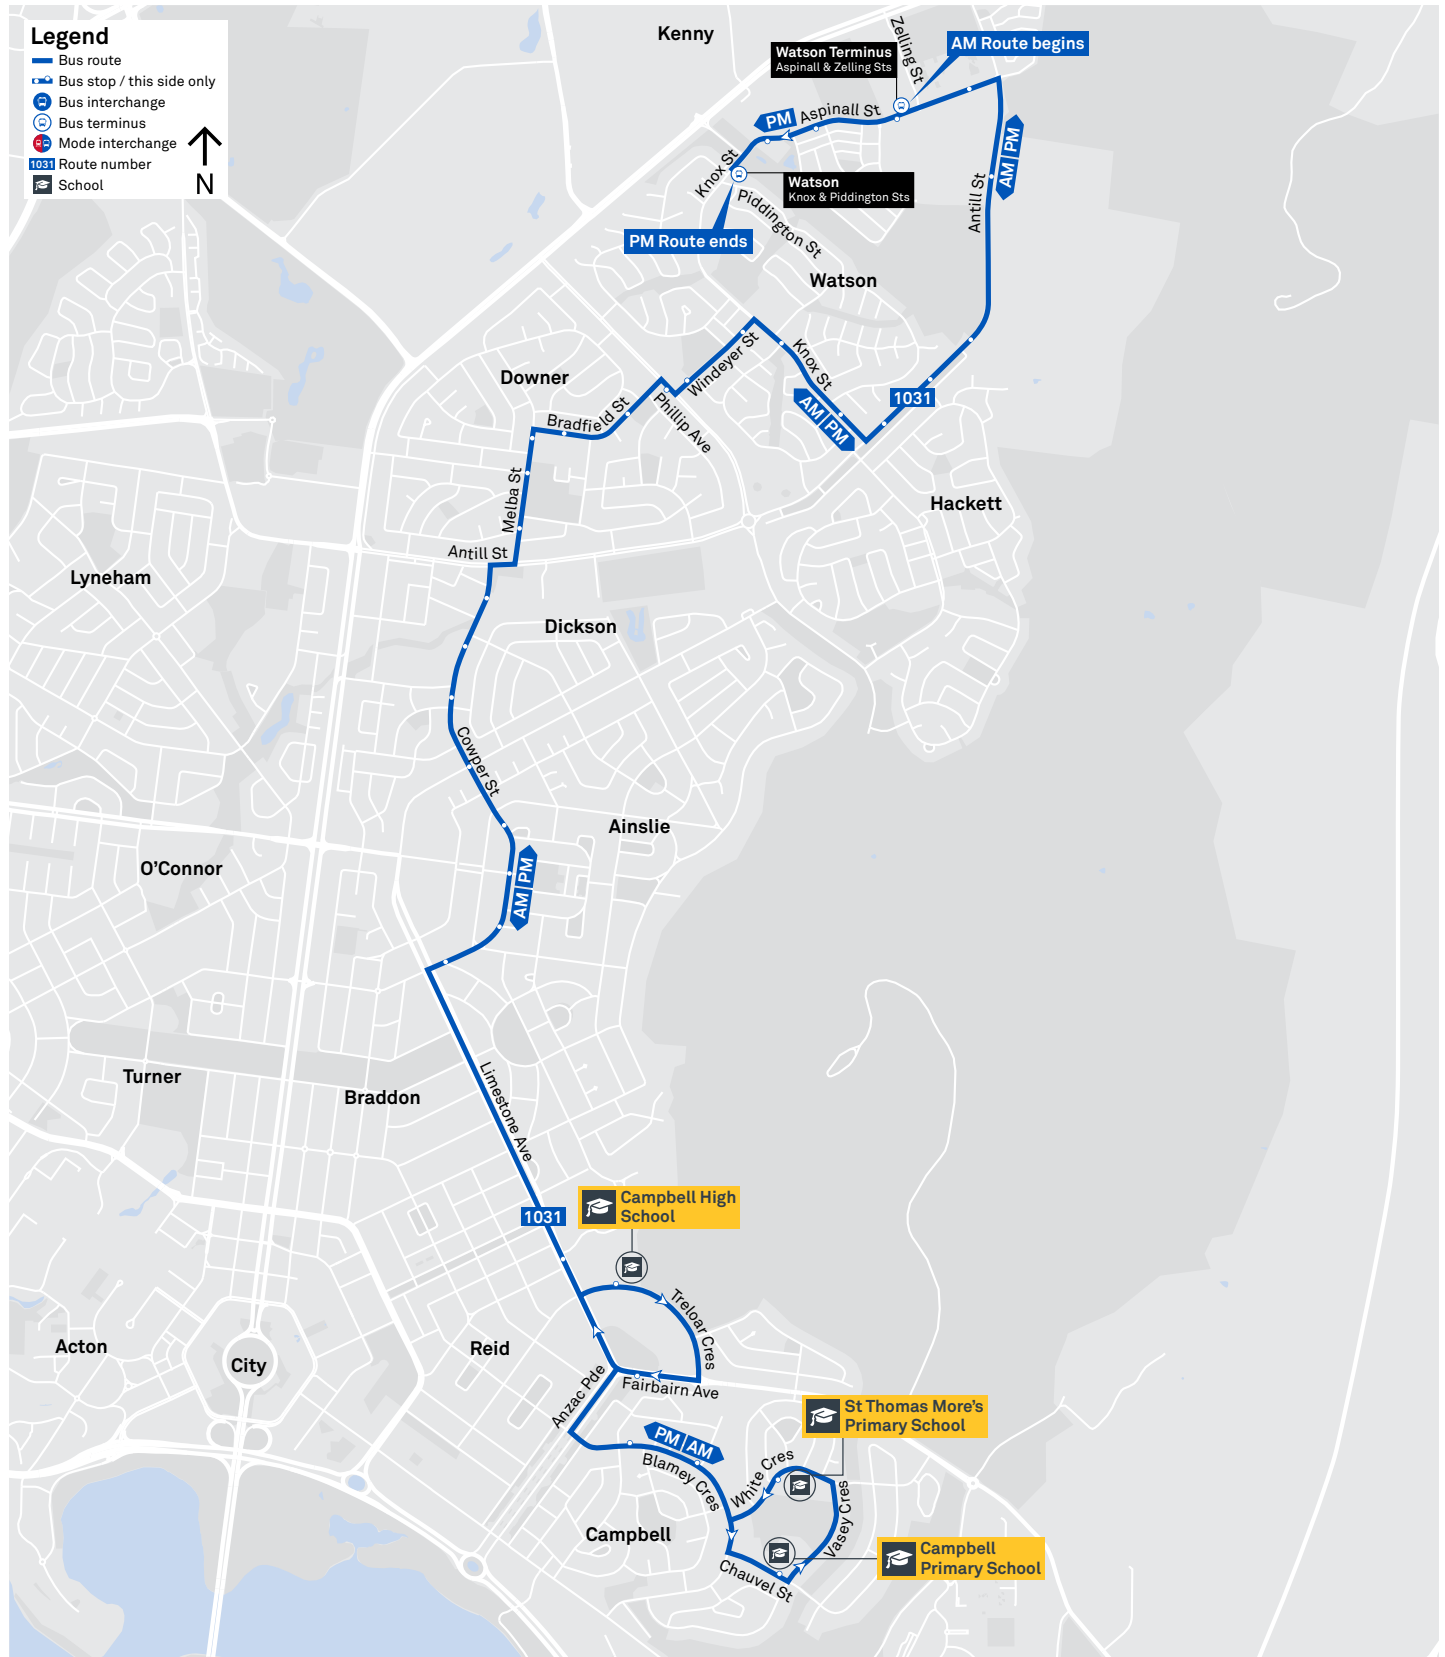 Legend
Bus route
Bus stop / this side only
Bus interchange
Bus terminus
Mode interchange
1031 Route number
School
N
Kenny
Zelling St
Watson Terminus
Aspinall & Zelling Sts
AM Route begins
PM
Aspinall St
AM | PM
Knox St
Watson
Knox & Piddington Sts
Piddington St
Antill St
PM Route ends
Watson
Windeyer St
Knox St
Downer
1031
AM | PM
Bradfield St
Phillip Ave
Melba St
Hackett
Antill St
Lyneham
Dickson
Cowper St
Ainslie
O'Connor
AM | PM
Turner
Braddon
Limestone Ave
Campbell High
School
1031
Treloar Cres
Acton
Reid
City
Fairbairn Ave
Anzac Pde
St Thomas More's
Primary School
PM | AM
Blamey Cres
White Cres
Vasey Cres
Campbell
Campbell
Primary School
Chauvel St